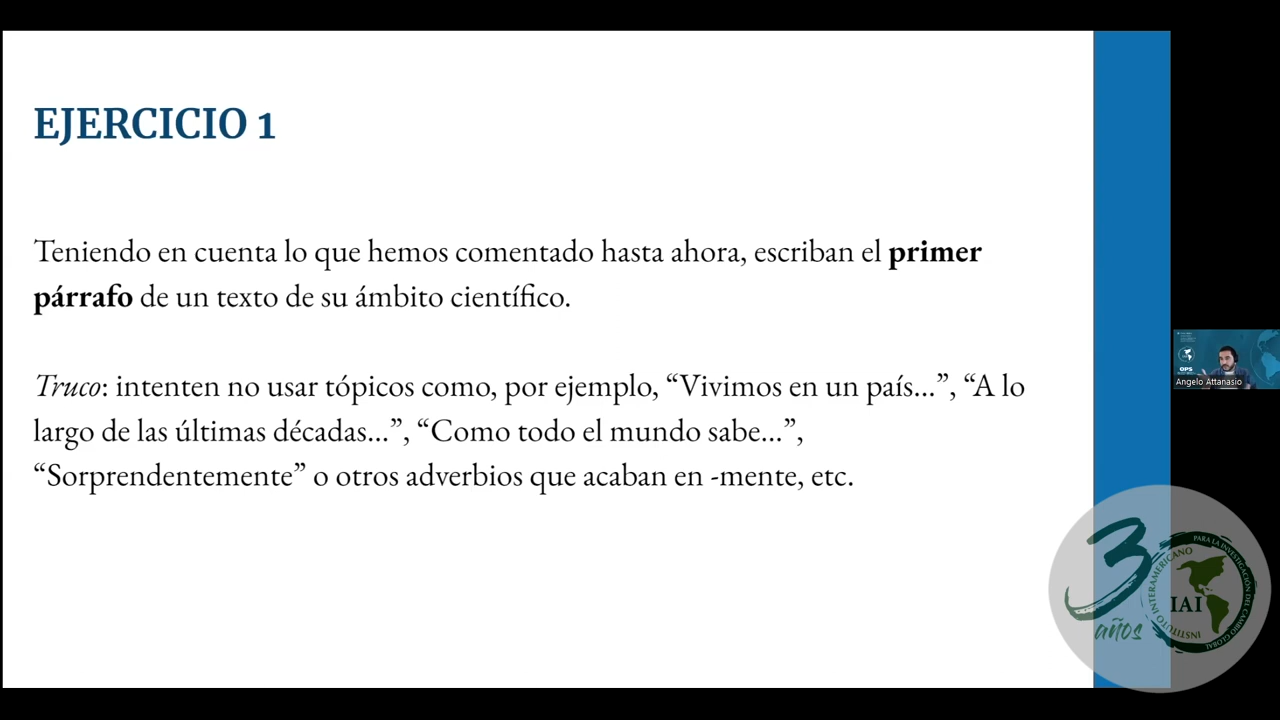 EJERCICIO 1
Teniendo en cuenta lo que hemos comentado hasta ahora, escriban el primer
párrafo de un texto de su ámbito científico.
Truco: intenten no usar tópicos como, por ejemplo, “Vivimos en un país...”, “A lo
largo de las últimas décadas...”, “Como todo el mundo sabe...”,
“Sorprendentemente” o otros adverbios que acaban en -mente, etc.
OPS
Angelo Attanasio
30
años
IAI
INSTITUTO INTERAMERICANO
PARA LA INVESTIGACIÓN DEL CAMBIO GLOBAL